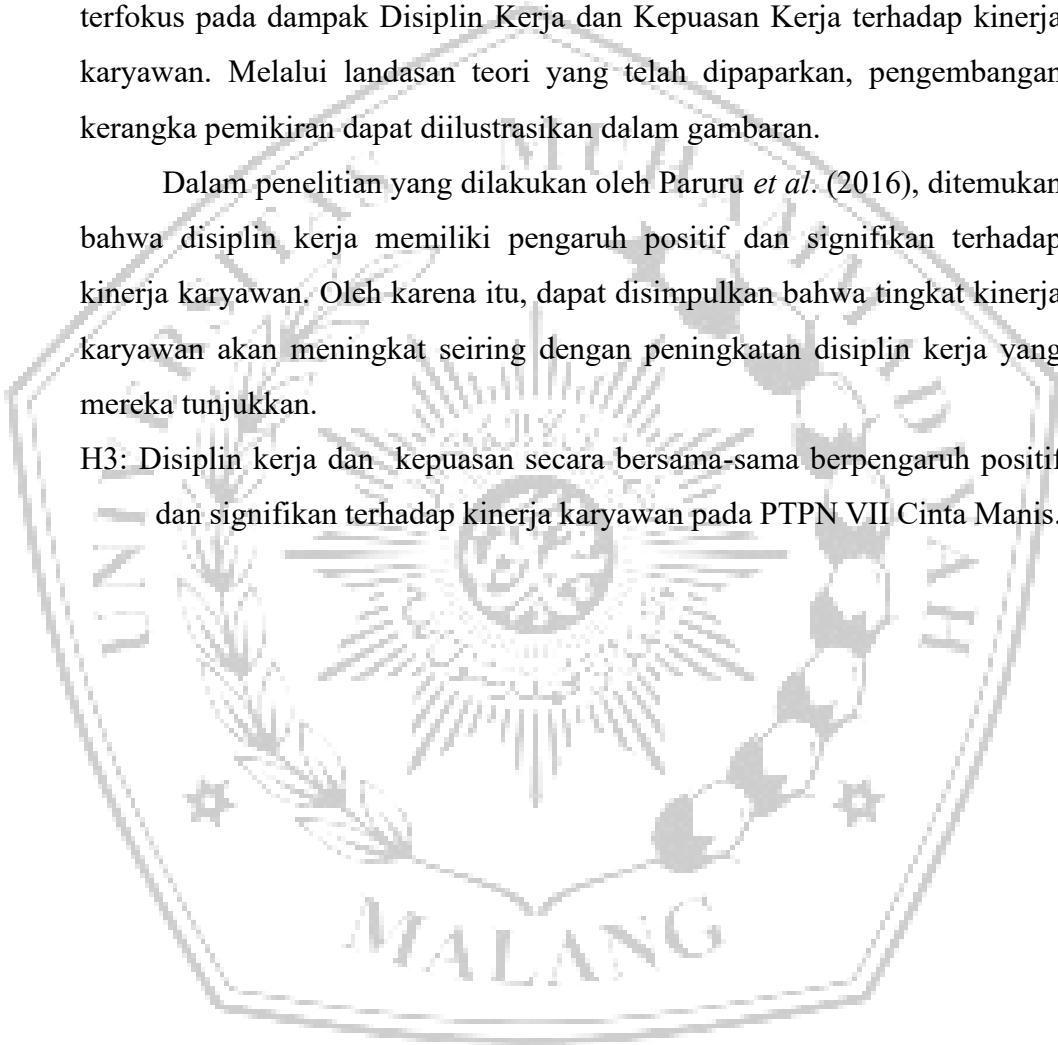 terfokus pada dampak Disiplin Kerja dan Kepuasan Kerja terhadap kinerja
karyawan. Melalui landasan teori yang telah dipaparkan, pengembangan
kerangka pemikiran dapat diilustrasikan dalam gambaran.
Dalam penelitian yang dilakukan oleh Paruru et al. (2016), ditemukan
bahwa disiplin kerja memiliki pengaruh positif dan signifikan terhadap
kinerja karyawan. Oleh karena itu, dapat disimpulkan bahwa tingkat kinerja
karyawan akan meningkat seiring dengan peningkatan disiplin kerja yang
mereka tunjukkan.
H3: Disiplin kerja dan  kepuasan secara bersama-sama berpengaruh positif
dan signifikan terhadap kinerja karyawan pada PTPN VII Cinta Manis.
UNIVERSITAS MUHAMMADIYAH
MALANG